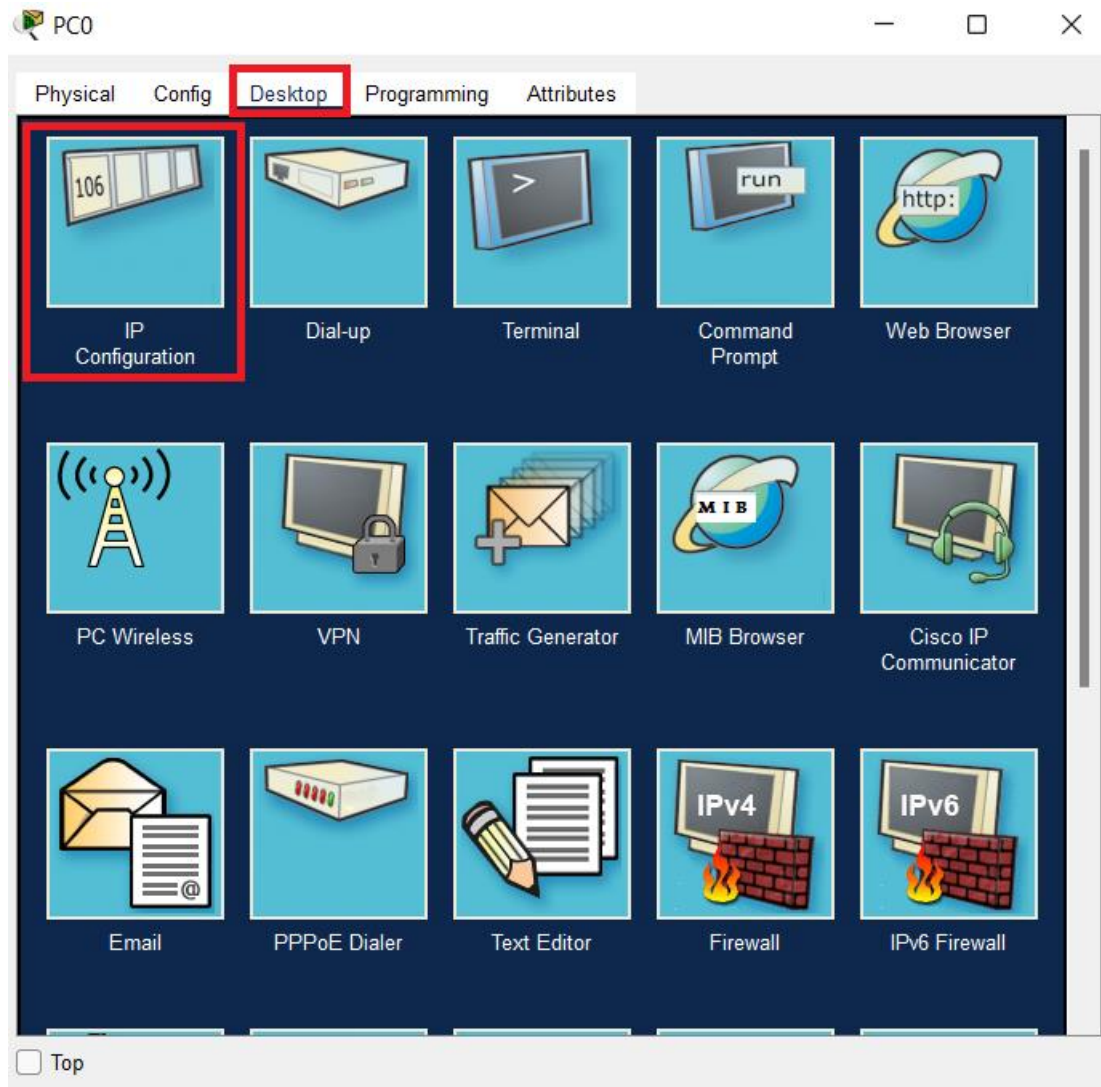 PC0
Physical Config Desktop Programming Attributes
106
>
run
http:
IP
Configuration
Dial-up
Terminal
Command
Prompt
Web Browser
MIB
PC Wireless
VPN
Traffic Generator
MIB Browser
Cisco IP
Communicator
@
IPv4
IPv6
Email
PPPoE Dialer
Text Editor
Firewall
IPv6 Firewall
Top